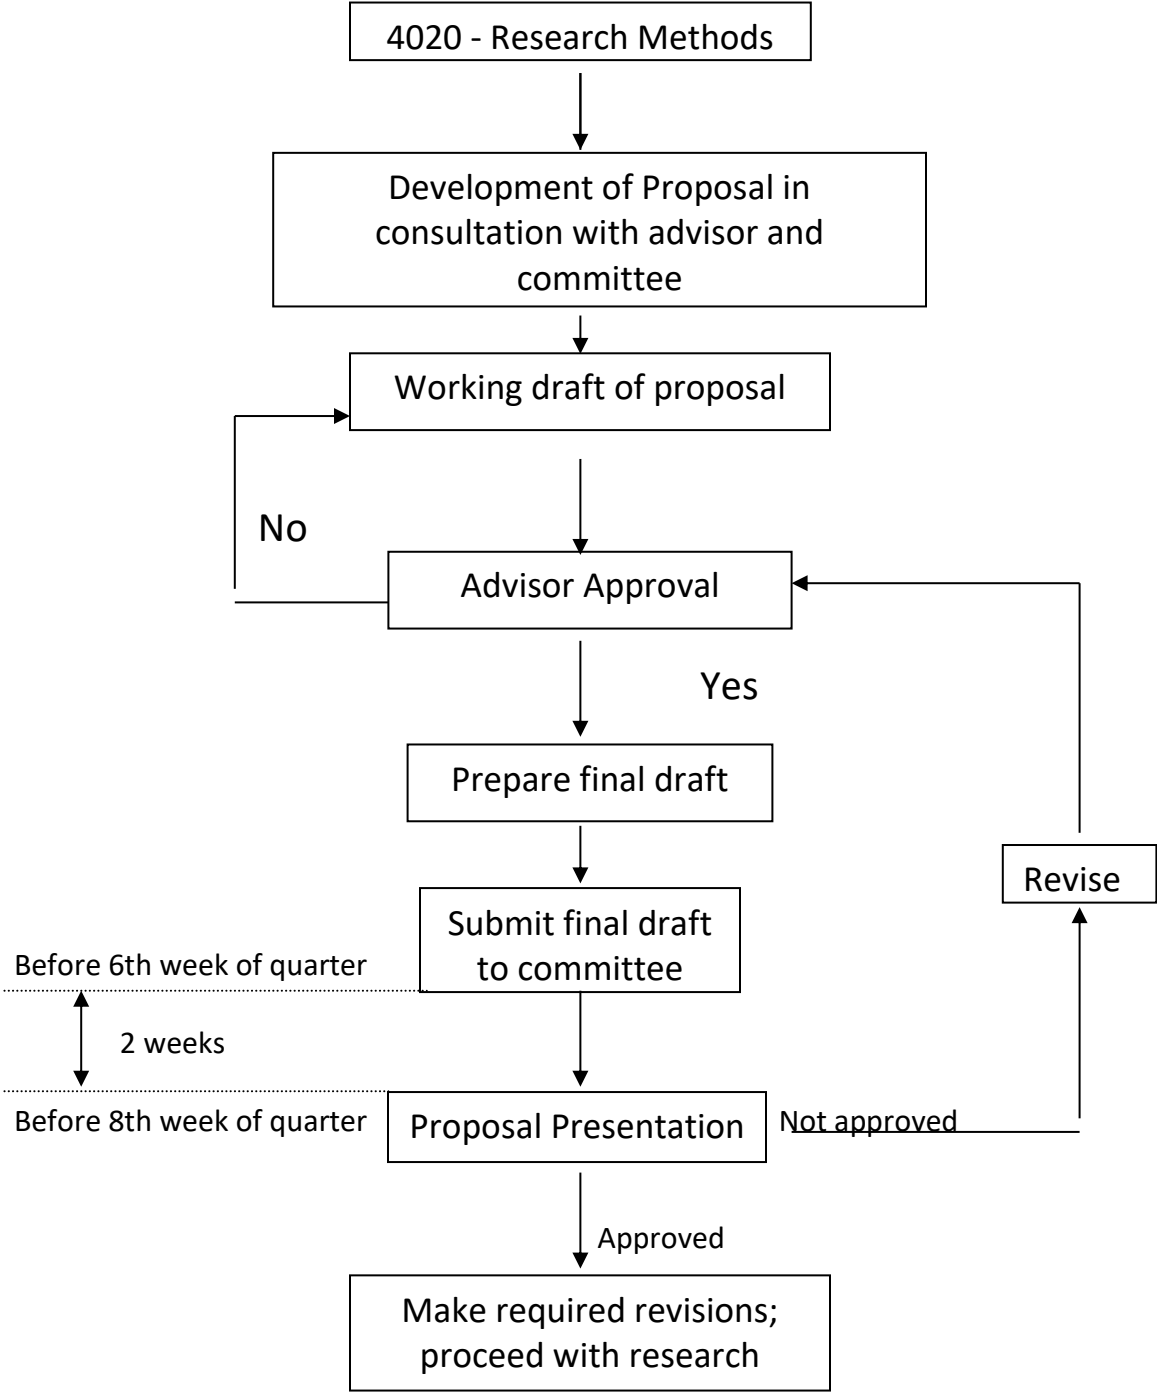 4020 - Research Methods
Development of Proposal in
consultation with advisor and
committee
Working draft of proposal
No
Advisor Approval
Yes
Prepare final draft
Revise
Submit final draft
to committee
Before 6th week of quarter
2 weeks
Before 8th week of quarter
Proposal Presentation
Not approved
Approved
Make required revisions;
proceed with research